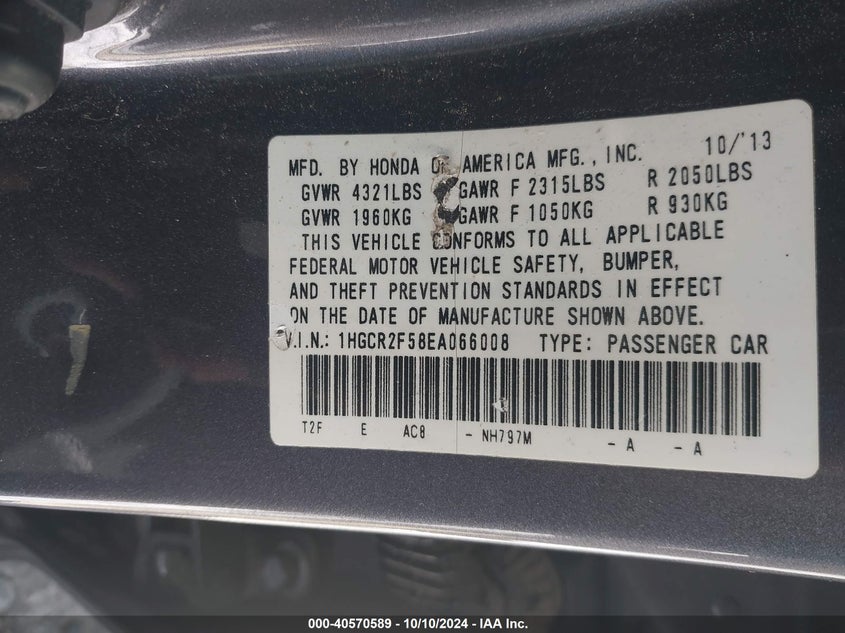 MFD. BY HONDA OF AMERICA MFG., INC. 10/'13
GVWR 4321LBS GAWR F 2315LBS R 2050LBS
GVWR 1960KG GAWR F 1050KG R 930KG
THIS VEHICLE CONFORMS TO ALL APPLICABLE
FEDERAL MOTOR VEHICLE SAFETY, BUMPER,
AND THEFT PREVENTION STANDARDS IN EFFECT
ON THE DATE OF MANUFACTURE SHOWN ABOVE.
V.I.N.: 1HGCR2F58EA066008 TYPE: PASSENGER CAR
T2F E AC8 - NH797M - A - A
000-40570589 - 10/10/2024 - IAA Inc.